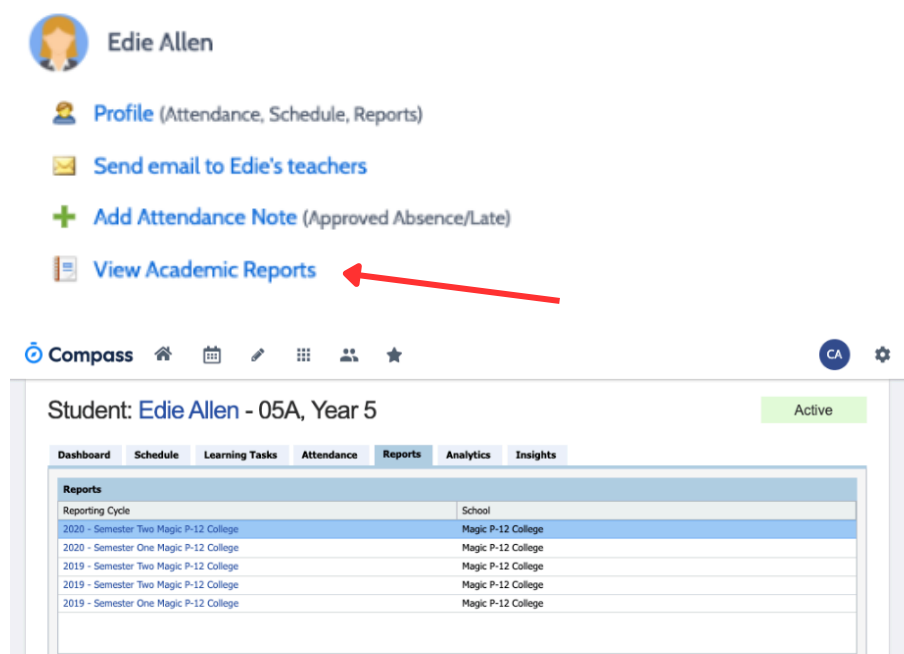 Edie Allen
Profile (Attendance, Schedule, Reports)
Send email to Edie's teachers
Add Attendance Note (Approved Absence/Late)
View Academic Reports
Compass CA
Student: Edie Allen - 05A, Year 5 Active
Dashboard Schedule Learning Tasks Attendance Reports Analytics Insights
Reports
Reporting Cycle School
2020 - Semester Two Magic P-12 College Magic P-12 College
2020 - Semester One Magic P-12 College Magic P-12 College
2019 - Semester Two Magic P-12 College Magic P-12 College
2019 - Semester Two Magic P-12 College Magic P-12 College
2019 - Semester One Magic P-12 College Magic P-12 College